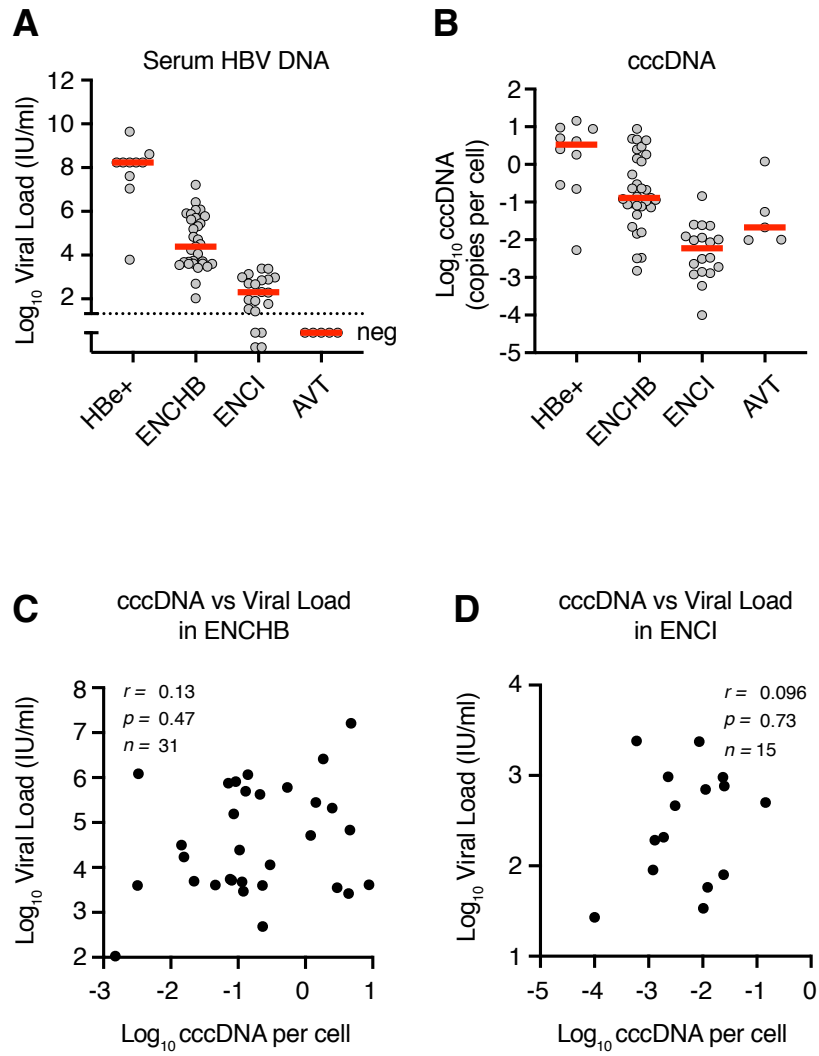 A
Serum HBV DNA
Log10 Viral Load (IU/ml)
12
10
8
6
4
2
neg
HBe+
ENCHB
ENCI
AVT
B
cccDNA
Log10 cccDNA
(copies per cell)
2
1
0
-1
-2
-3
-4
-5
HBe+
ENCHB
ENCI
AVT
C
cccDNA vs Viral Load
in ENCHB
Log10 Viral Load (IU/ml)
8
7
6
5
4
3
2
r = 0.13
p = 0.47
n = 31
-3 -2 -1 0 1
Log10 cccDNA per cell
D
cccDNA vs Viral Load
in ENCI
Log10 Viral Load (IU/ml)
4
3
2
1
r = 0.096
p = 0.73
n = 15
-5 -4 -3 -2 -1 0
Log10 cccDNA per cell